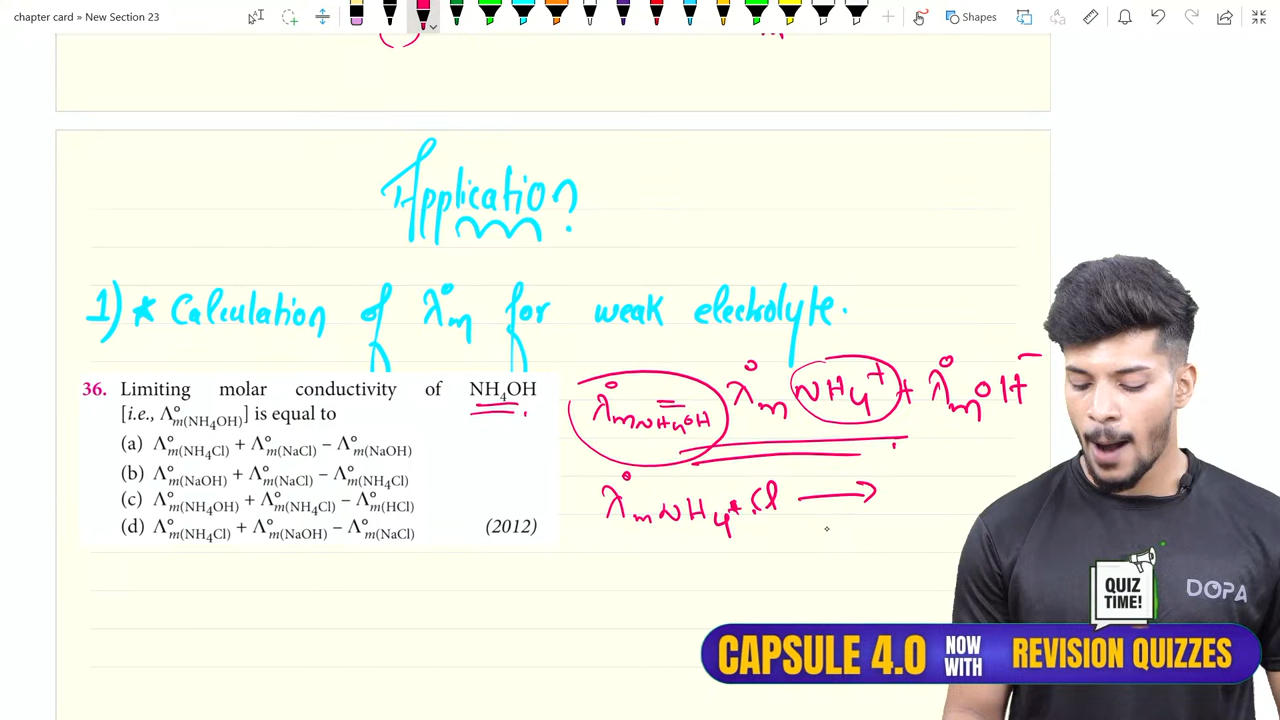 chapter card » New Section 23
Shapes
Application?
1) * Calculation of λ°m for weak electrolyte.
36. Limiting molar conductivity of NH₄OH
[i.e., Λ°m(NH₄OH)] is equal to
(a) Λ°m(NH₄Cl) + Λ°m(NaCl) – Λ°m(NaOH)
(b) Λ°m(NaOH) + Λ°m(NaCl) – Λ°m(NH₄Cl)
(c) Λ°m(NH₄OH) + Λ°m(NH₄Cl) – Λ°m(HCl)
(d) Λ°m(NH₄Cl) + Λ°m(NaOH) – Λ°m(NaCl) (2012)
λ°m NH₄OH = λ°m NH₄⁺ + λ°m OH⁻
λ°m NH₄⁺Cl →
DOPA
QUIZ
TIME!
CAPSULE 4.0 NOW WITH REVISION QUIZZES